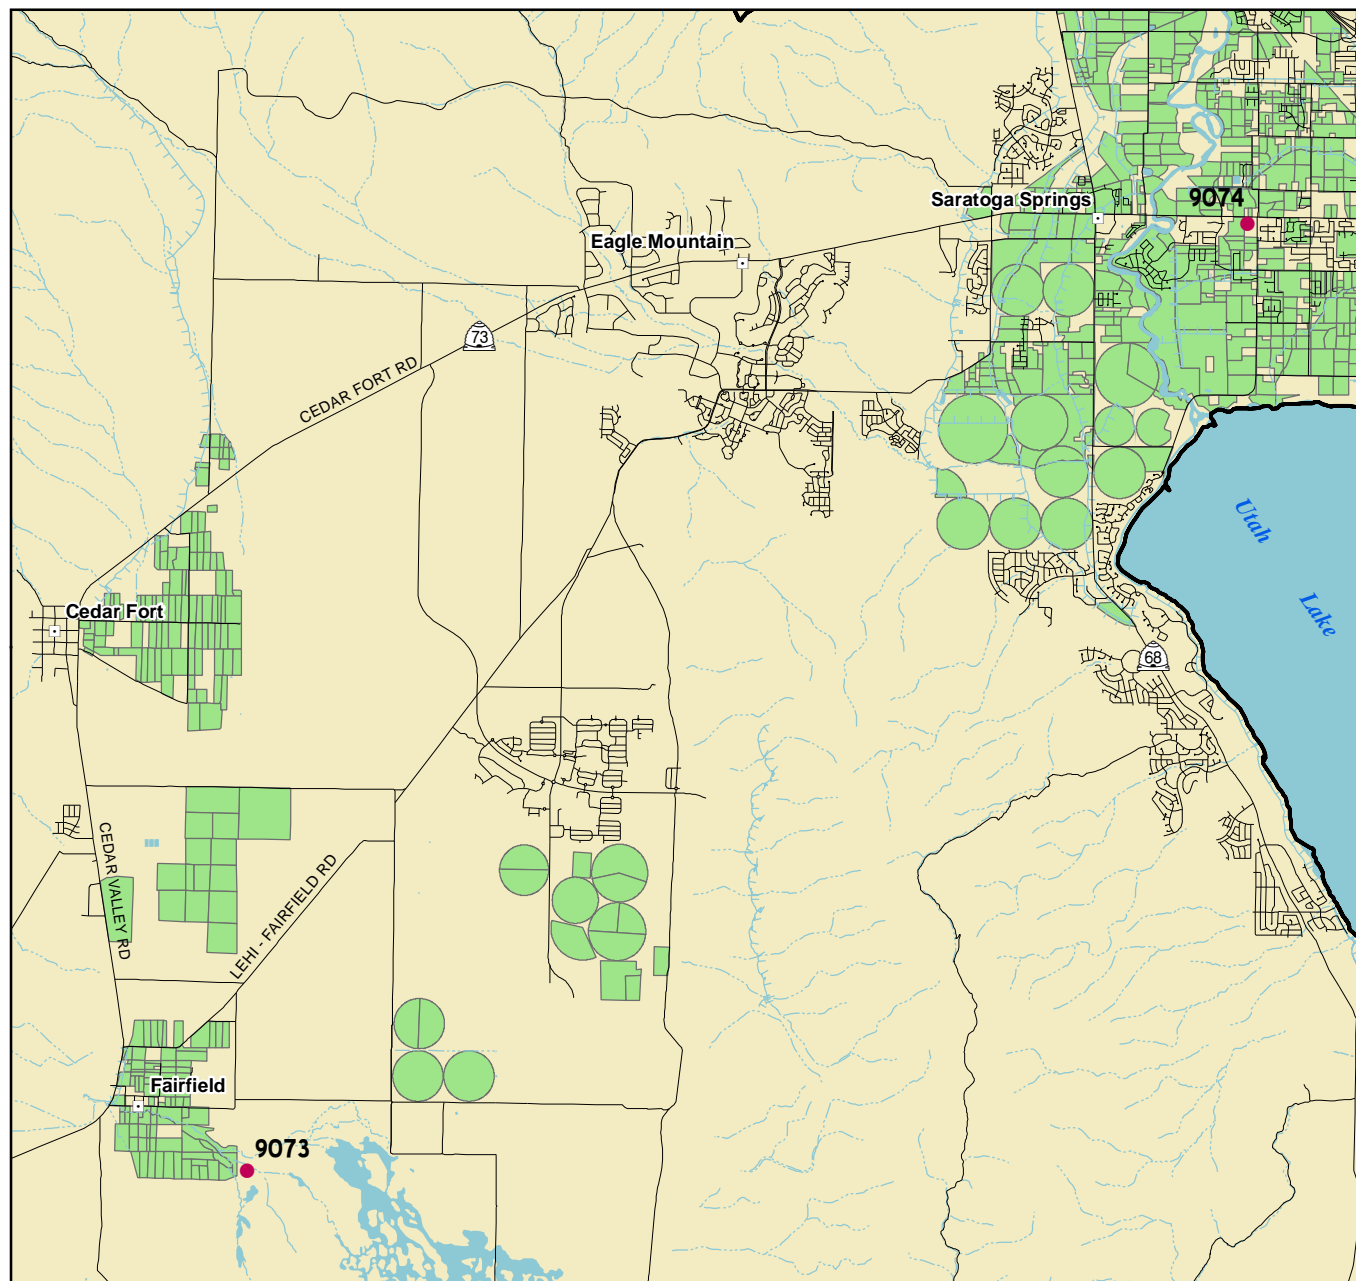 9074
Saratoga Springs
Eagle Mountain
73
CEDAR FORT RD
Utah
Lake
Cedar Fort
68
CEDAR VALLEY RD
LEHI - FAIRFIELD RD
Fairfield
9073